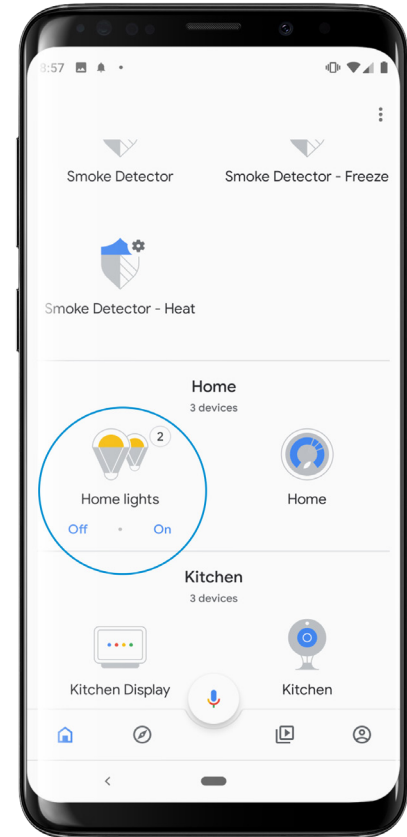 8:57
Smoke Detector
Smoke Detector - Freeze
Smoke Detector - Heat
Home
3 devices
2
Home lights
Home
Off
On
Kitchen
3 devices
Kitchen Display
Kitchen